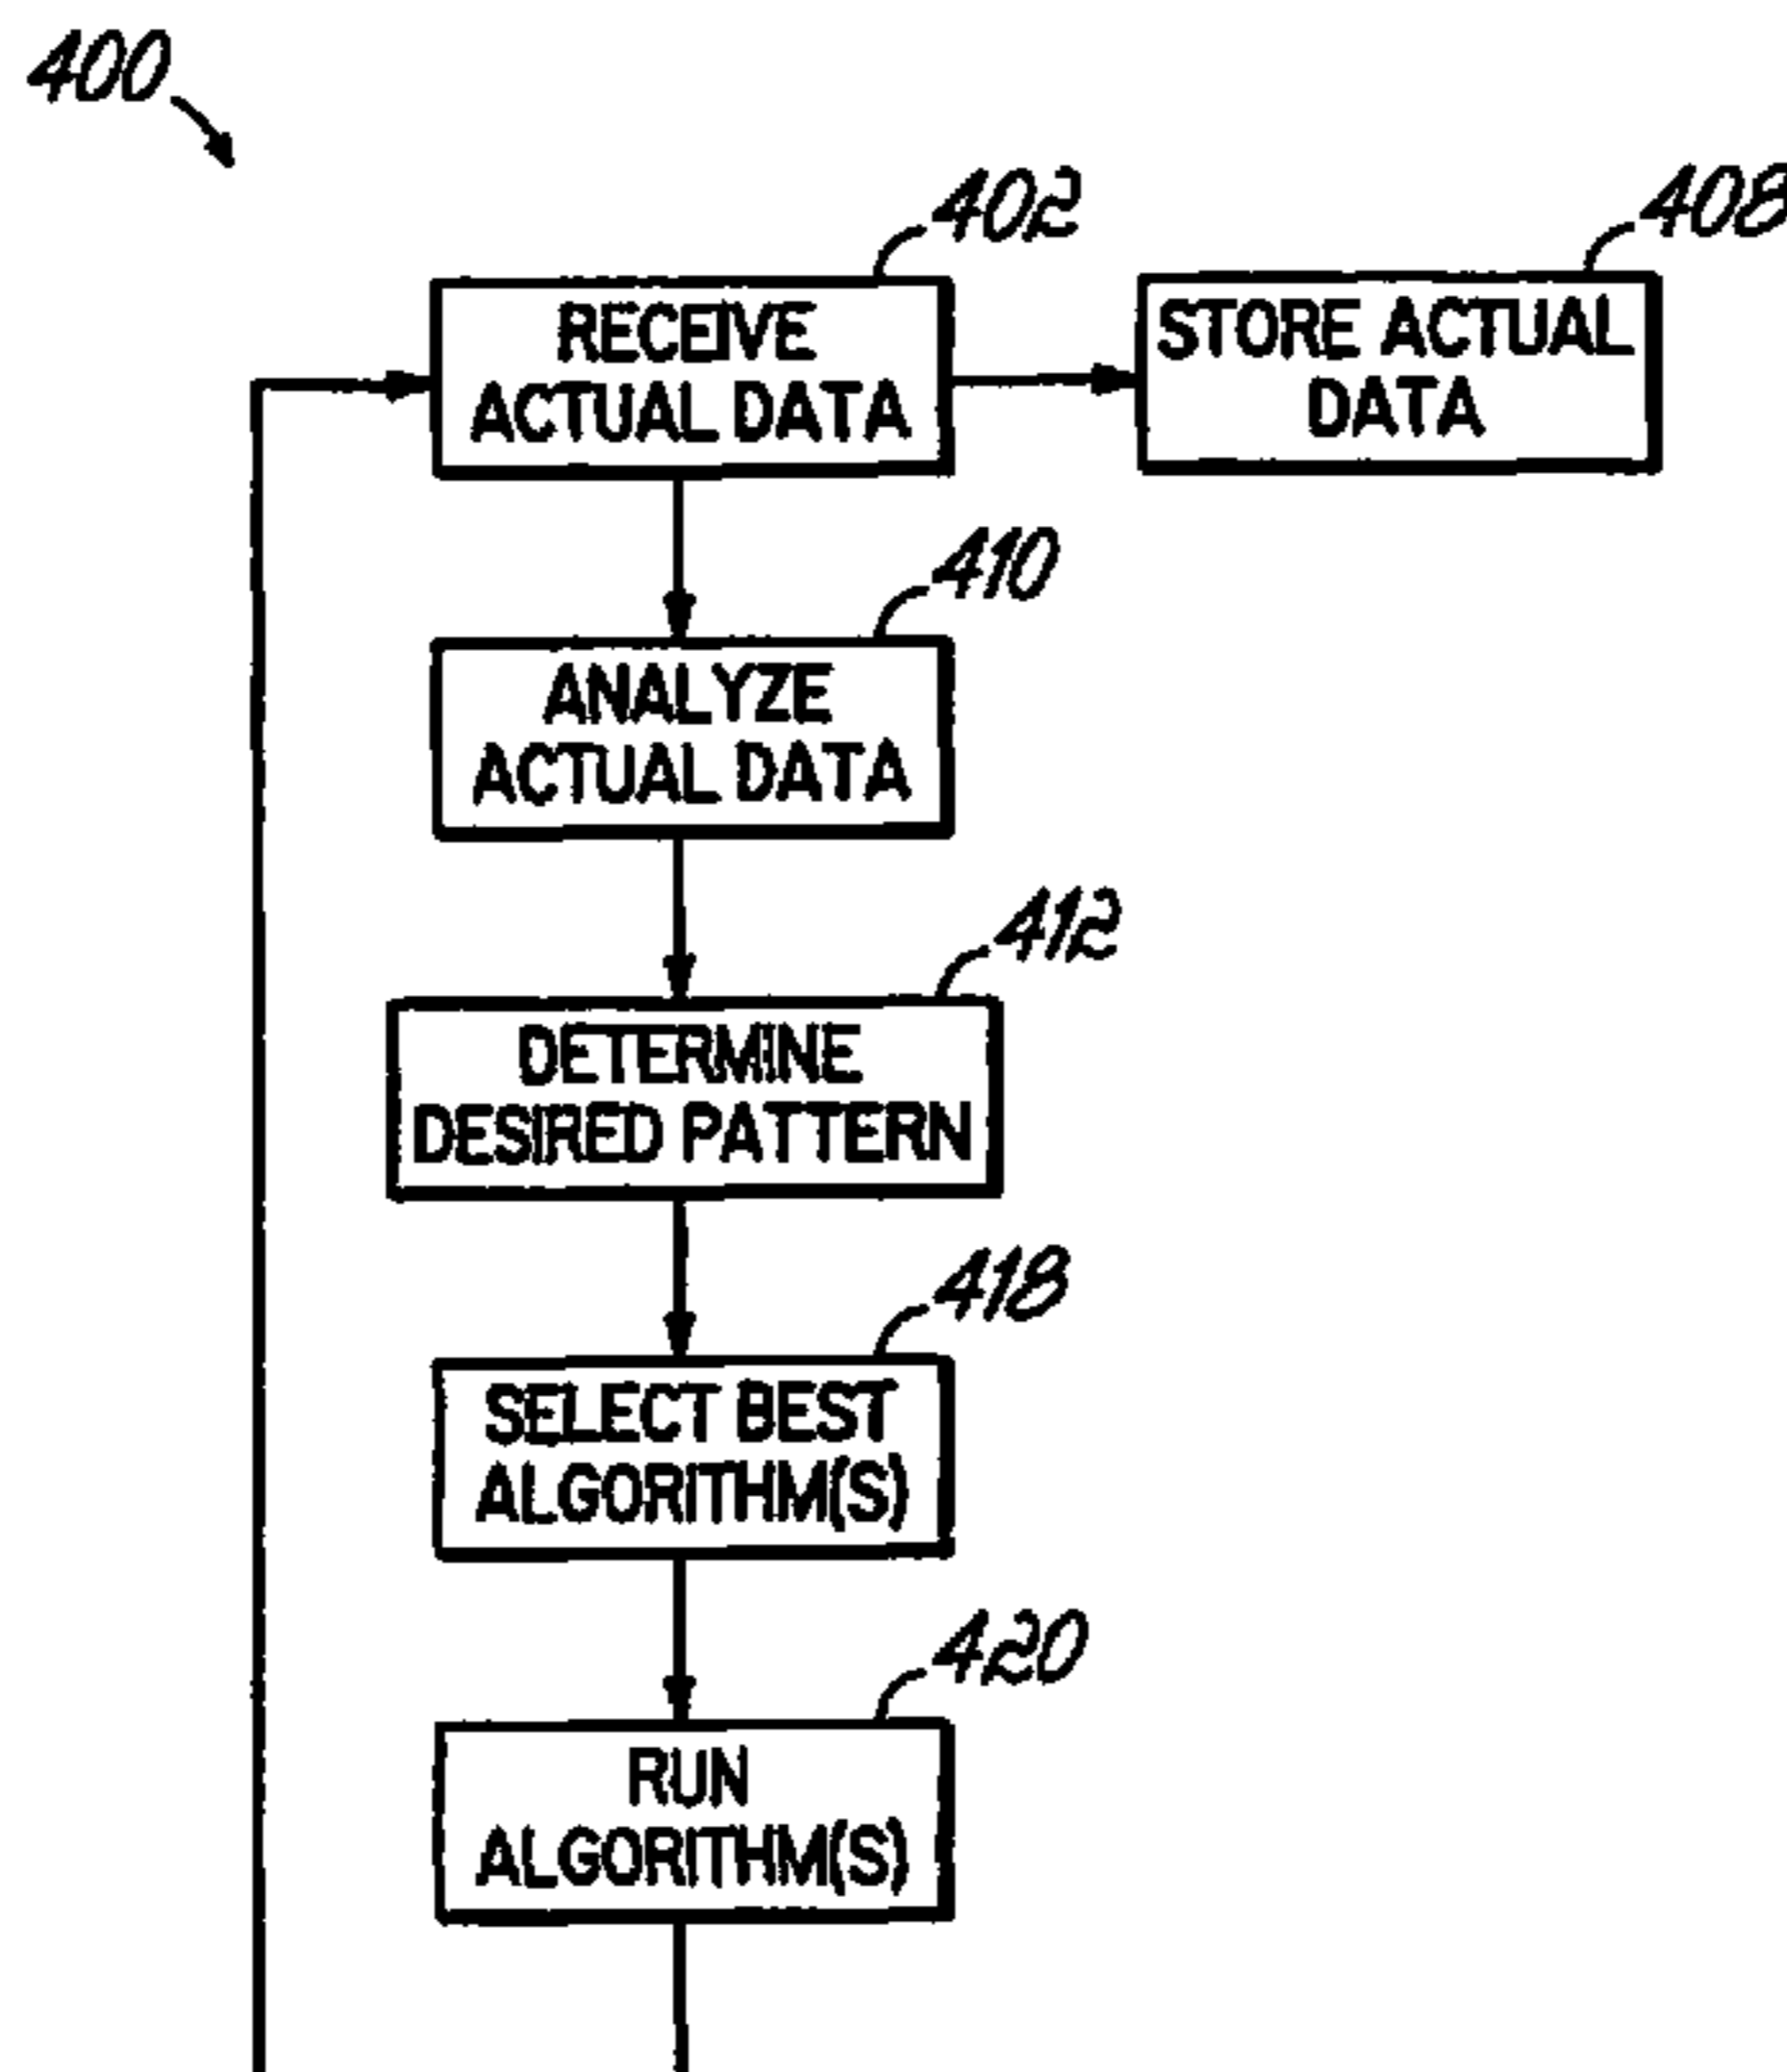 400
402
408
RECEIVE
ACTUAL DATA
STORE ACTUAL
DATA
410
ANALYZE
ACTUAL DATA
412
DETERMINE
DESIRED PATTERN
418
SELECT BEST
ALGORITHM(S)
420
RUN
ALGORITHM(S)